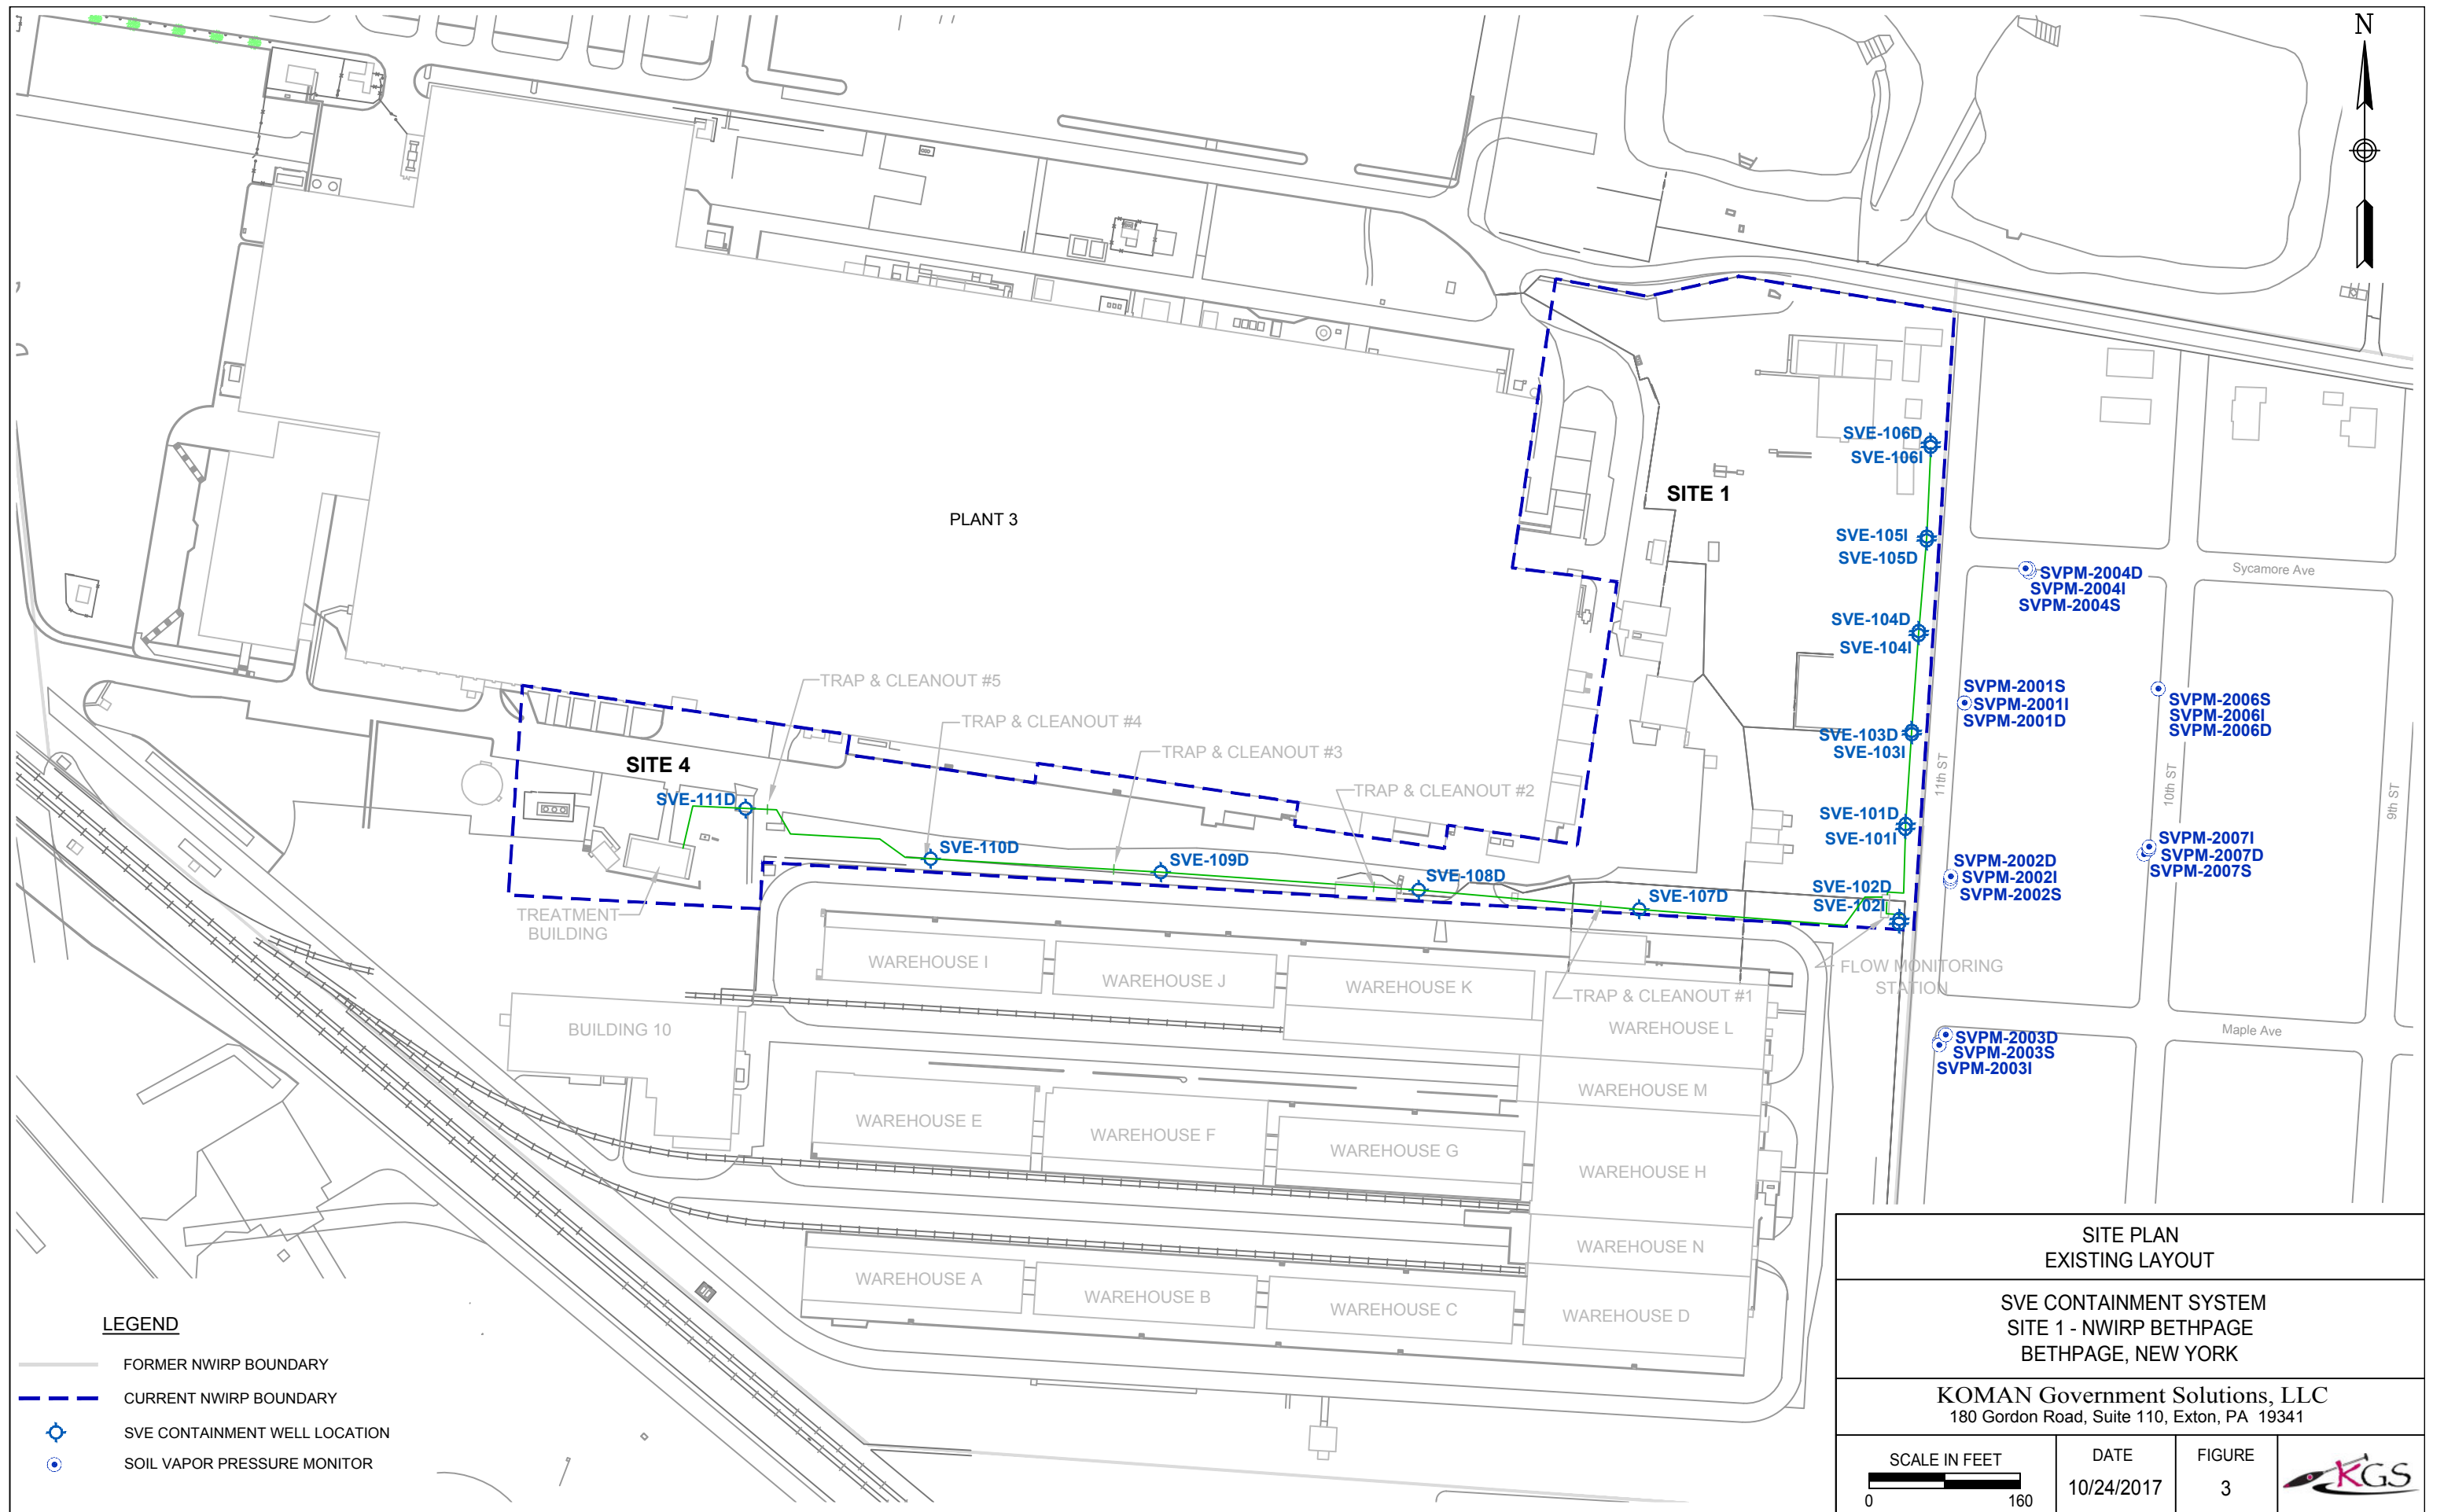 N
SVE-106D
SVE-106I
SITE 1
PLANT 3
SVE-105I
SVE-105D
Sycamore Ave
SVPM-2004D
SVPM-2004I
SVPM-2004S
SVE-104D
SVE-104I
TRAP & CLEANOUT #5
SVPM-2001S
SVPM-2001I
SVPM-2001D
SVPM-2006S
SVPM-2006I
SVPM-2006D
TRAP & CLEANOUT #4
SVE-103D
SVE-103I
TRAP & CLEANOUT #3
SITE 4
11th ST
10th ST
9th ST
TRAP & CLEANOUT #2
SVE-111D
SVE-101D
SVE-101I
SVE-110D
SVE-109D
SVPM-2007I
SVPM-2007D
SVPM-2007S
SVPM-2002D
SVPM-2002I
SVPM-2002S
SVE-108D
SVE-107D
SVE-102D
SVE-102I
TREATMENT
BUILDING
WAREHOUSE I
WAREHOUSE J
WAREHOUSE K
FLOW MONITORING
STATION
TRAP & CLEANOUT #1
BUILDING 10
WAREHOUSE L
Maple Ave
SVPM-2003D
SVPM-2003S
SVPM-2003I
WAREHOUSE M
WAREHOUSE E
WAREHOUSE F
WAREHOUSE G
WAREHOUSE H
WAREHOUSE N
WAREHOUSE A
WAREHOUSE B
WAREHOUSE C
WAREHOUSE D
LEGEND
FORMER NWIRP BOUNDARY
CURRENT NWIRP BOUNDARY
SVE CONTAINMENT WELL LOCATION
SOIL VAPOR PRESSURE MONITOR
SITE PLAN
EXISTING LAYOUT
SVE CONTAINMENT SYSTEM
SITE 1 - NWIRP BETHPAGE
BETHPAGE, NEW YORK
KOMAN Government Solutions, LLC
180 Gordon Road, Suite 110, Exton, PA 19341
SCALE IN FEET
0 160
DATE
10/24/2017
FIGURE
3
KGS